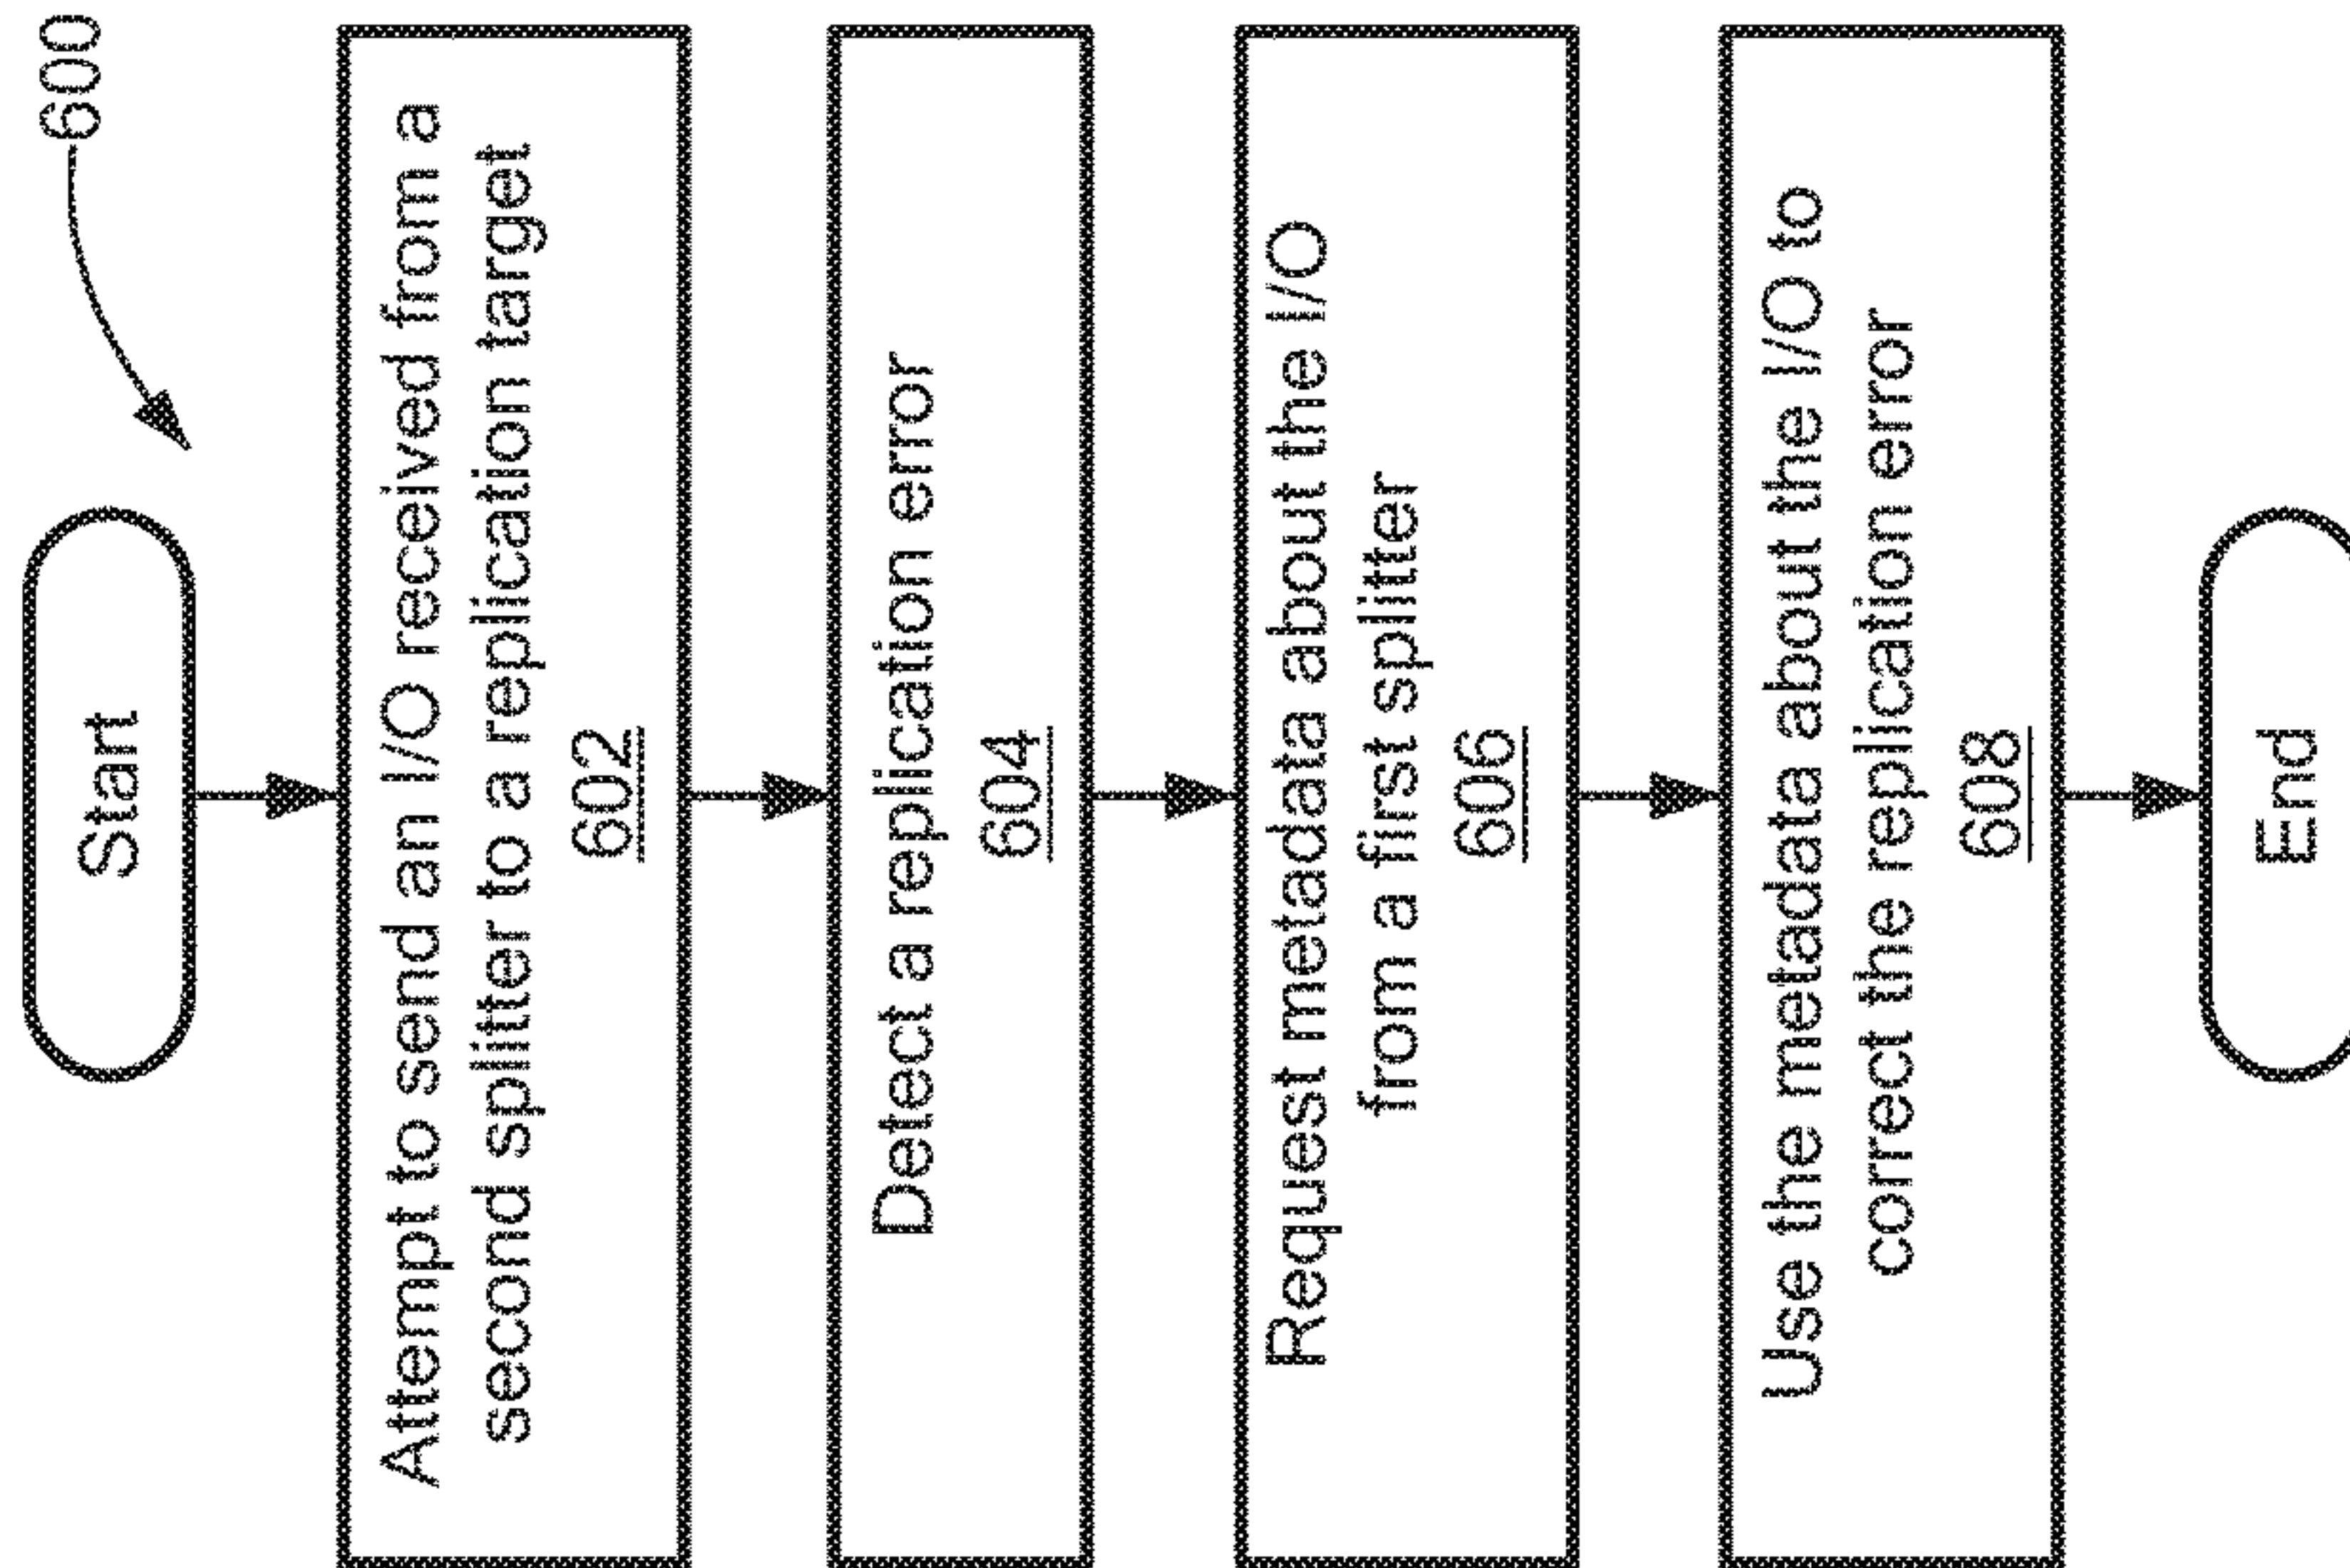 600
Start
Attempt to send an I/O received from a
second splitter to a replication target
602
Detect a replication error
604
Request metadata about the I/O
from a first splitter
606
Use the metadata about the I/O to
correct the replication error
608
End